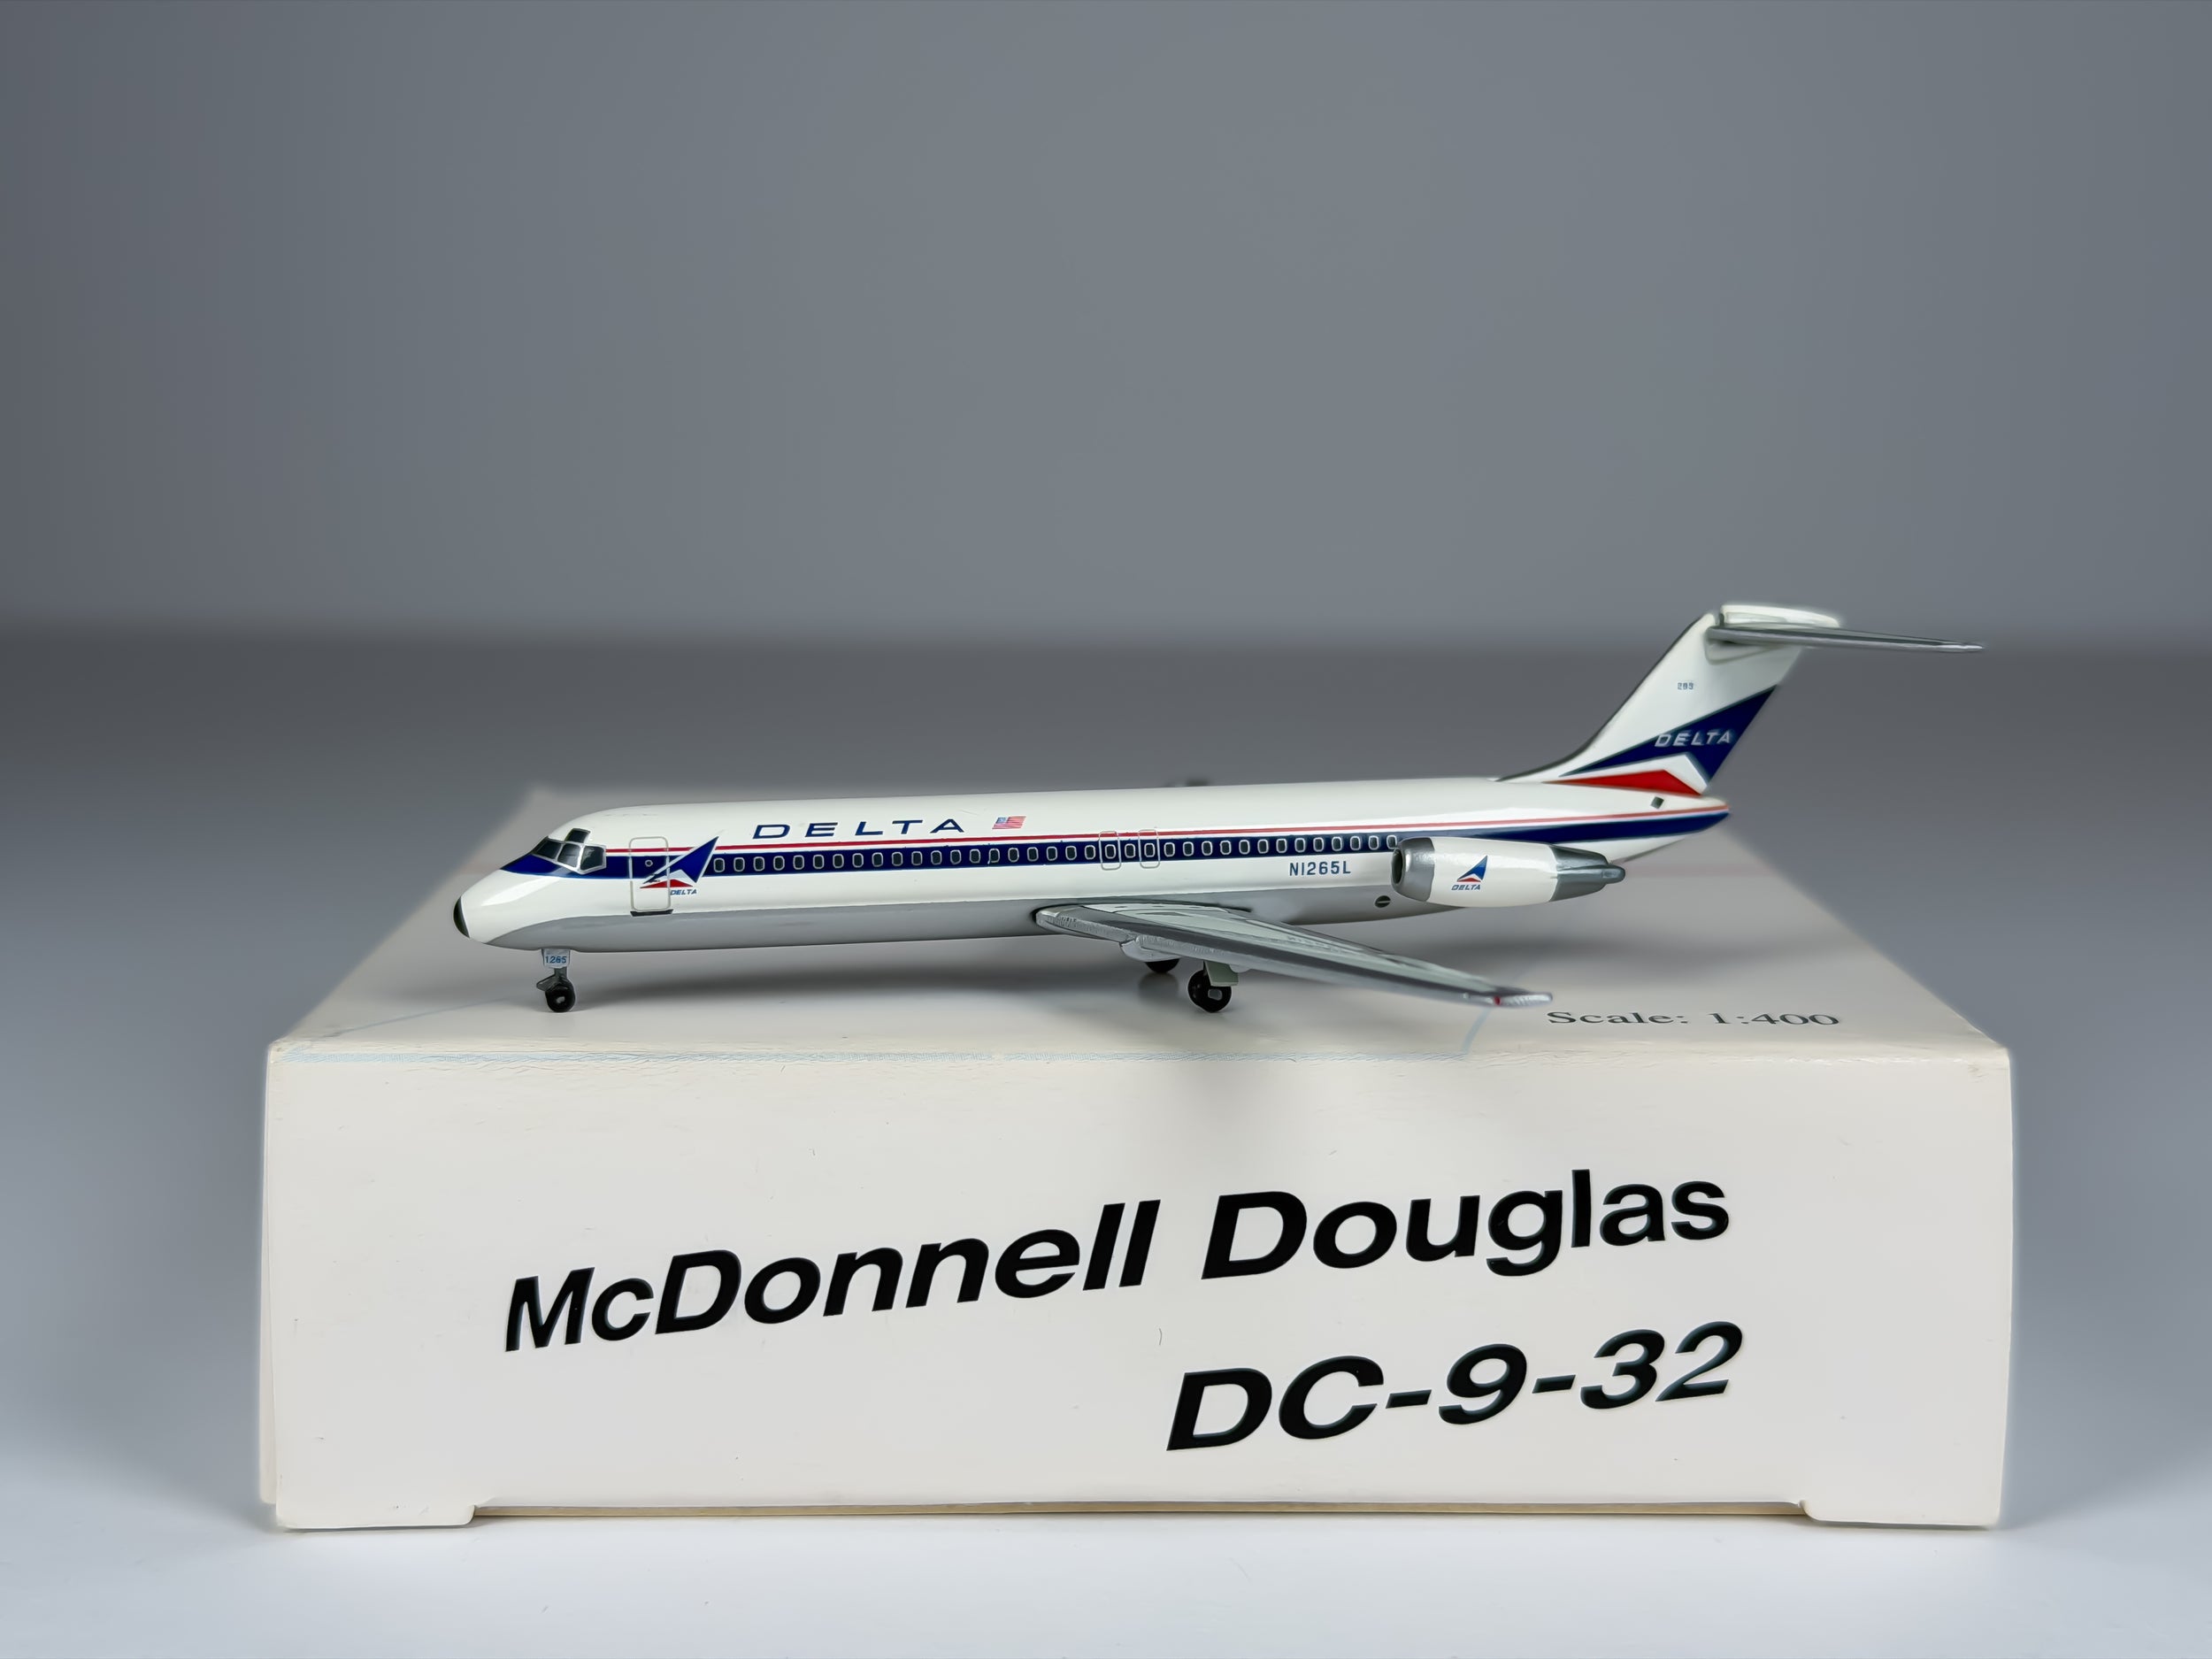 DELTA
DELTA
DELTA
N1265L
DELTA
Scale: 1:400
McDonnell Douglas
DC-9-32